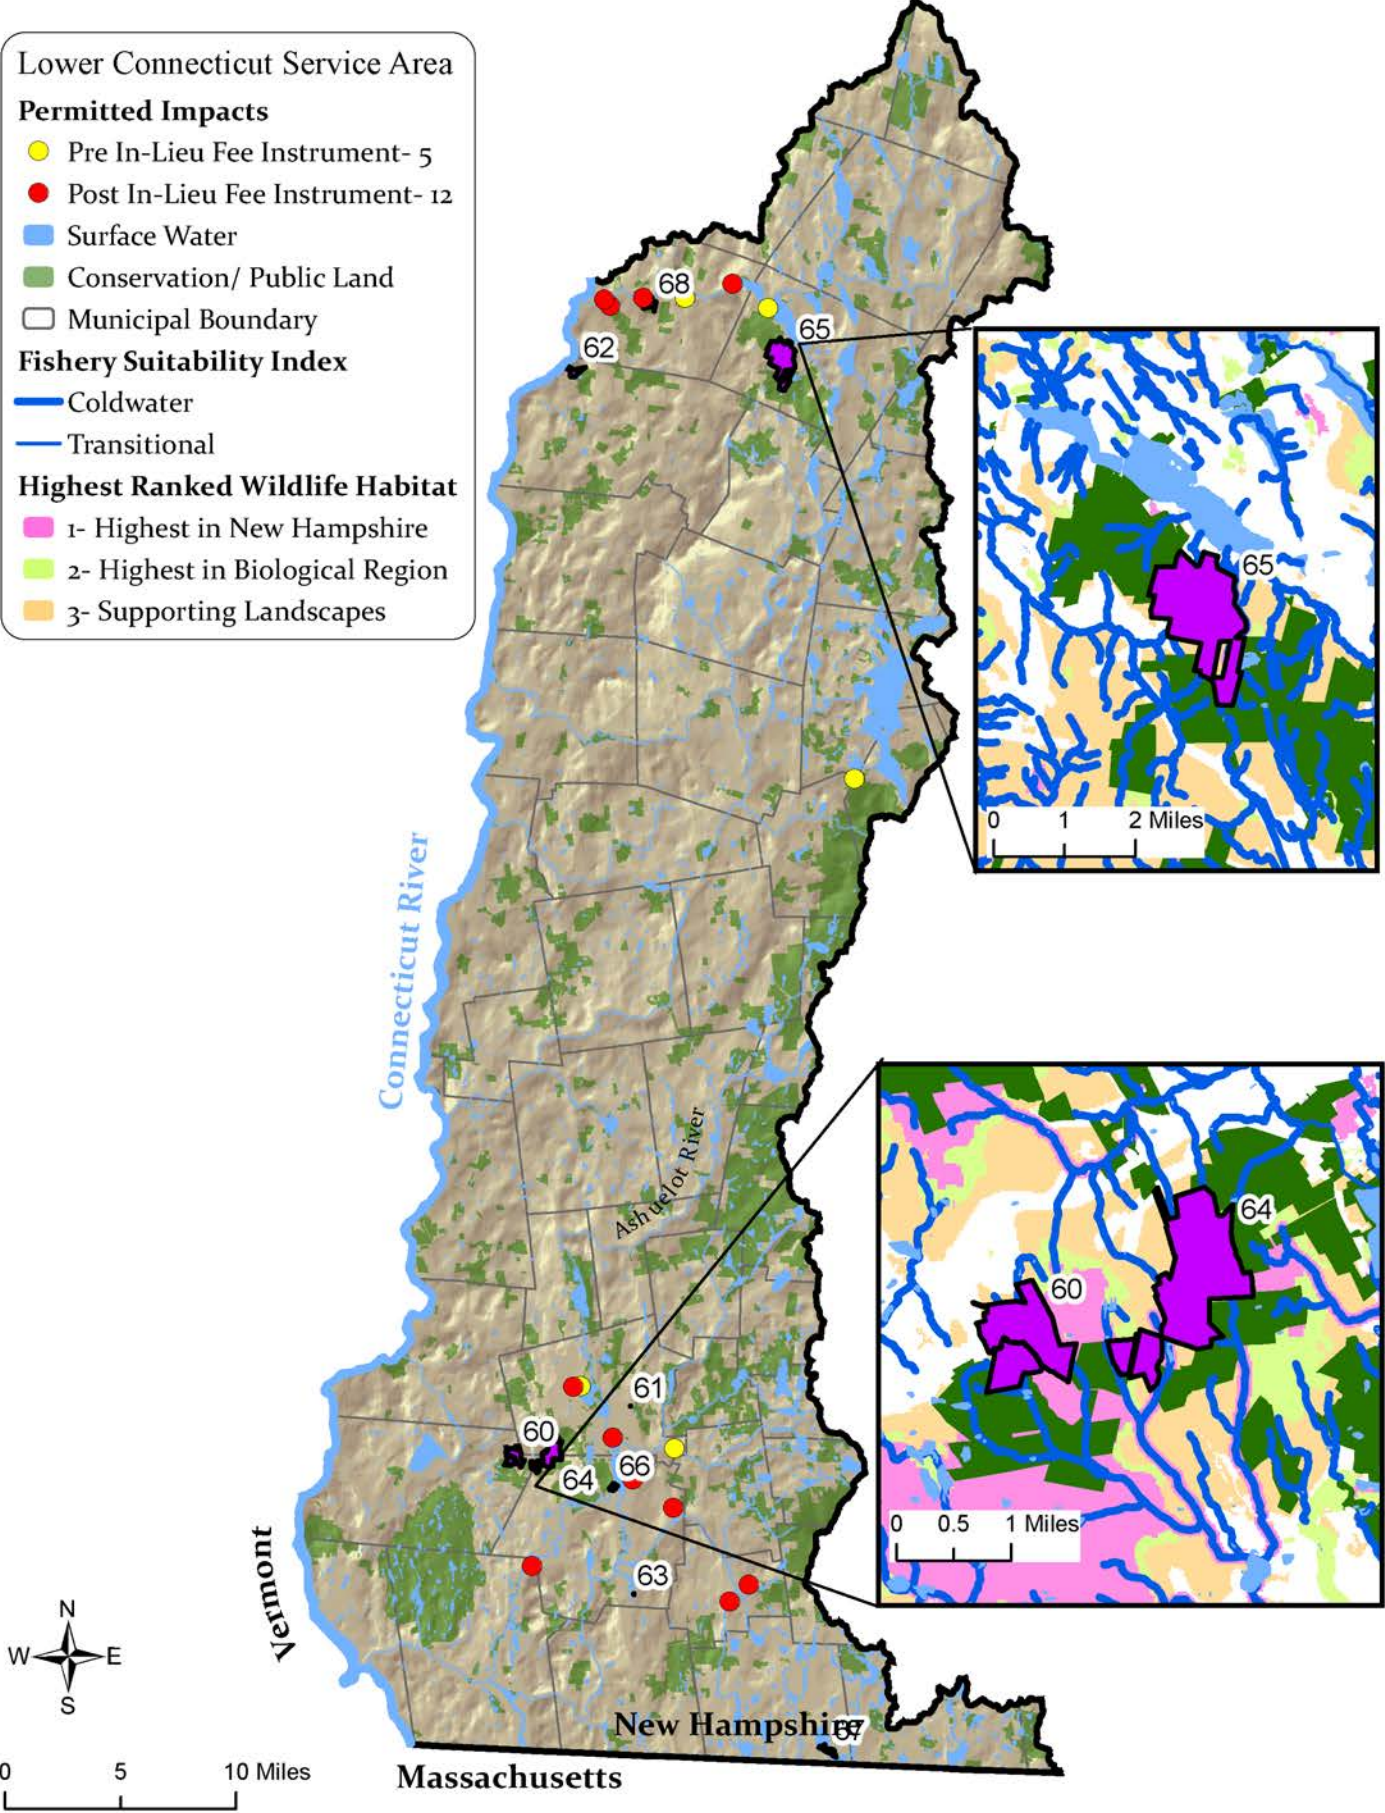 Lower Connecticut Service Area
Permitted Impacts
Pre In-Lieu Fee Instrument- 5
Post In-Lieu Fee Instrument- 12
Surface Water
Conservation/ Public Land
Municipal Boundary
Fishery Suitability Index
Coldwater
Transitional
Highest Ranked Wildlife Habitat
1- Highest in New Hampshire
2- Highest in Biological Region
3- Supporting Landscapes
68
62
65
65
0 1 2 Miles
Connecticut River
Ashuelot River
64
60
0 0.5 1 Miles
61
60
66
64
63
Vermont
N
W E
S
New Hampshire
67
Massachusetts
0 5 10 Miles